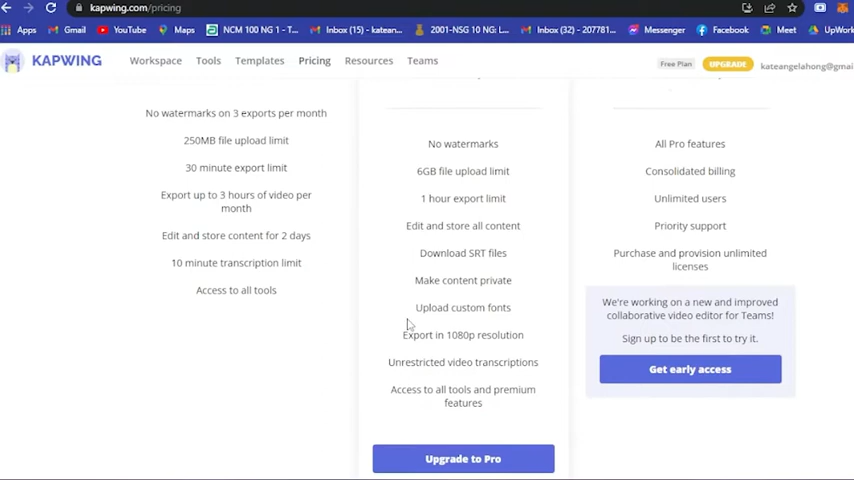 kapwing.com/pricing
Apps YouTube Maps NCM 100 NG 1 - T... Inbox (15) - katean... 2001-NSG 10 NG: L... Inbox (32) - 207781... Messenger Facebook Meet UpWork
KAPWING Workspace Tools Templates Pricing Resources Teams Free Plan UPGRADE kateangelahong@gmai
No watermarks on 3 exports per month
250MB file upload limit
30 minute export limit
Export up to 3 hours of video per
month
Edit and store content for 2 days
10 minute transcription limit
Access to all tools
No watermarks
6GB file upload limit
1 hour export limit
Edit and store all content
Download SRT files
Make content private
Upload custom fonts
Export in 1080p resolution
Unrestricted video transcriptions
Access to all tools and premium
features
Upgrade to Pro
All Pro features
Consolidated billing
Unlimited users
Priority support
Purchase and provision unlimited
licenses
We're working on a new and improved
collaborative video editor for Teams!
Sign up to be the first to try it.
Get early access